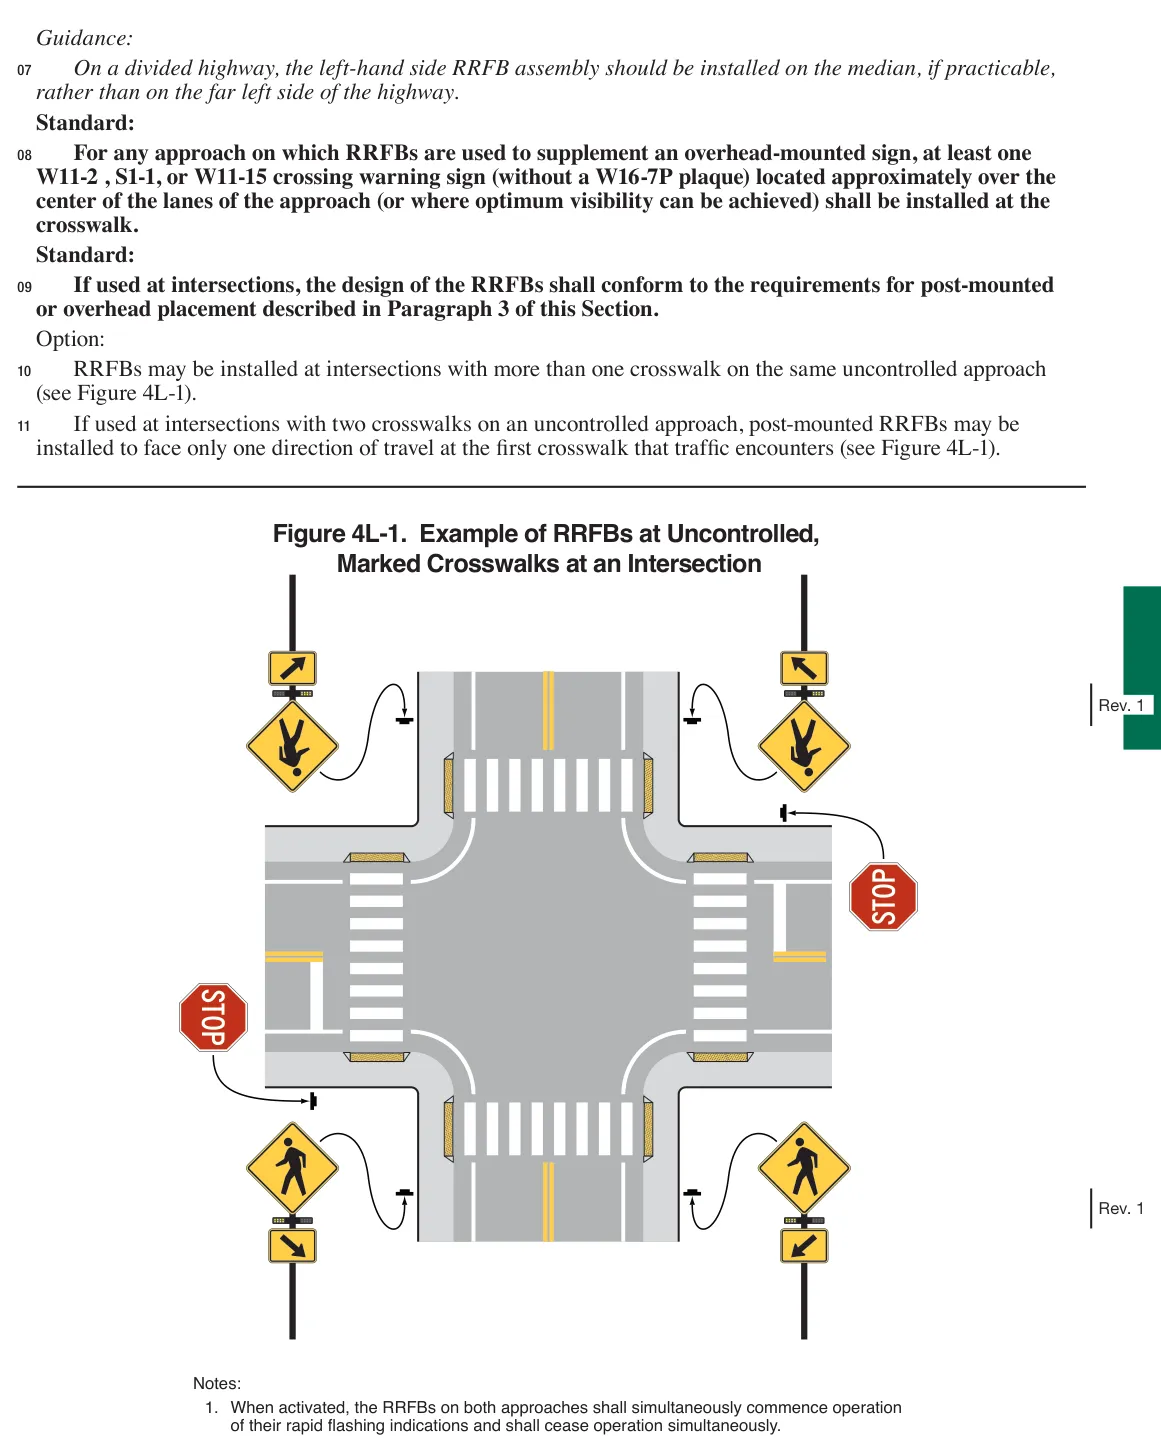 Guidance:
07 On a divided highway, the left-hand side RRFB assembly should be installed on the median, if practicable,
rather than on the far left side of the highway.
Standard:
08 For any approach on which RRFBs are used to supplement an overhead-mounted sign, at least one
W11-2 , S1-1, or W11-15 crossing warning sign (without a W16-7P plaque) located approximately over the
center of the lanes of the approach (or where optimum visibility can be achieved) shall be installed at the
crosswalk.
Standard:
09 If used at intersections, the design of the RRFBs shall conform to the requirements for post-mounted
or overhead placement described in Paragraph 3 of this Section.
Option:
10 RRFBs may be installed at intersections with more than one crosswalk on the same uncontrolled approach
(see Figure 4L-1).
11 If used at intersections with two crosswalks on an uncontrolled approach, post-mounted RRFBs may be
installed to face only one direction of travel at the first crosswalk that traffic encounters (see Figure 4L-1).
Figure 4L-1. Example of RRFBs at Uncontrolled,
Marked Crosswalks at an Intersection
Rev. 1
STOP
STOP
Rev. 1
Notes:
1. When activated, the RRFBs on both approaches shall simultaneously commence operation
of their rapid flashing indications and shall cease operation simultaneously.